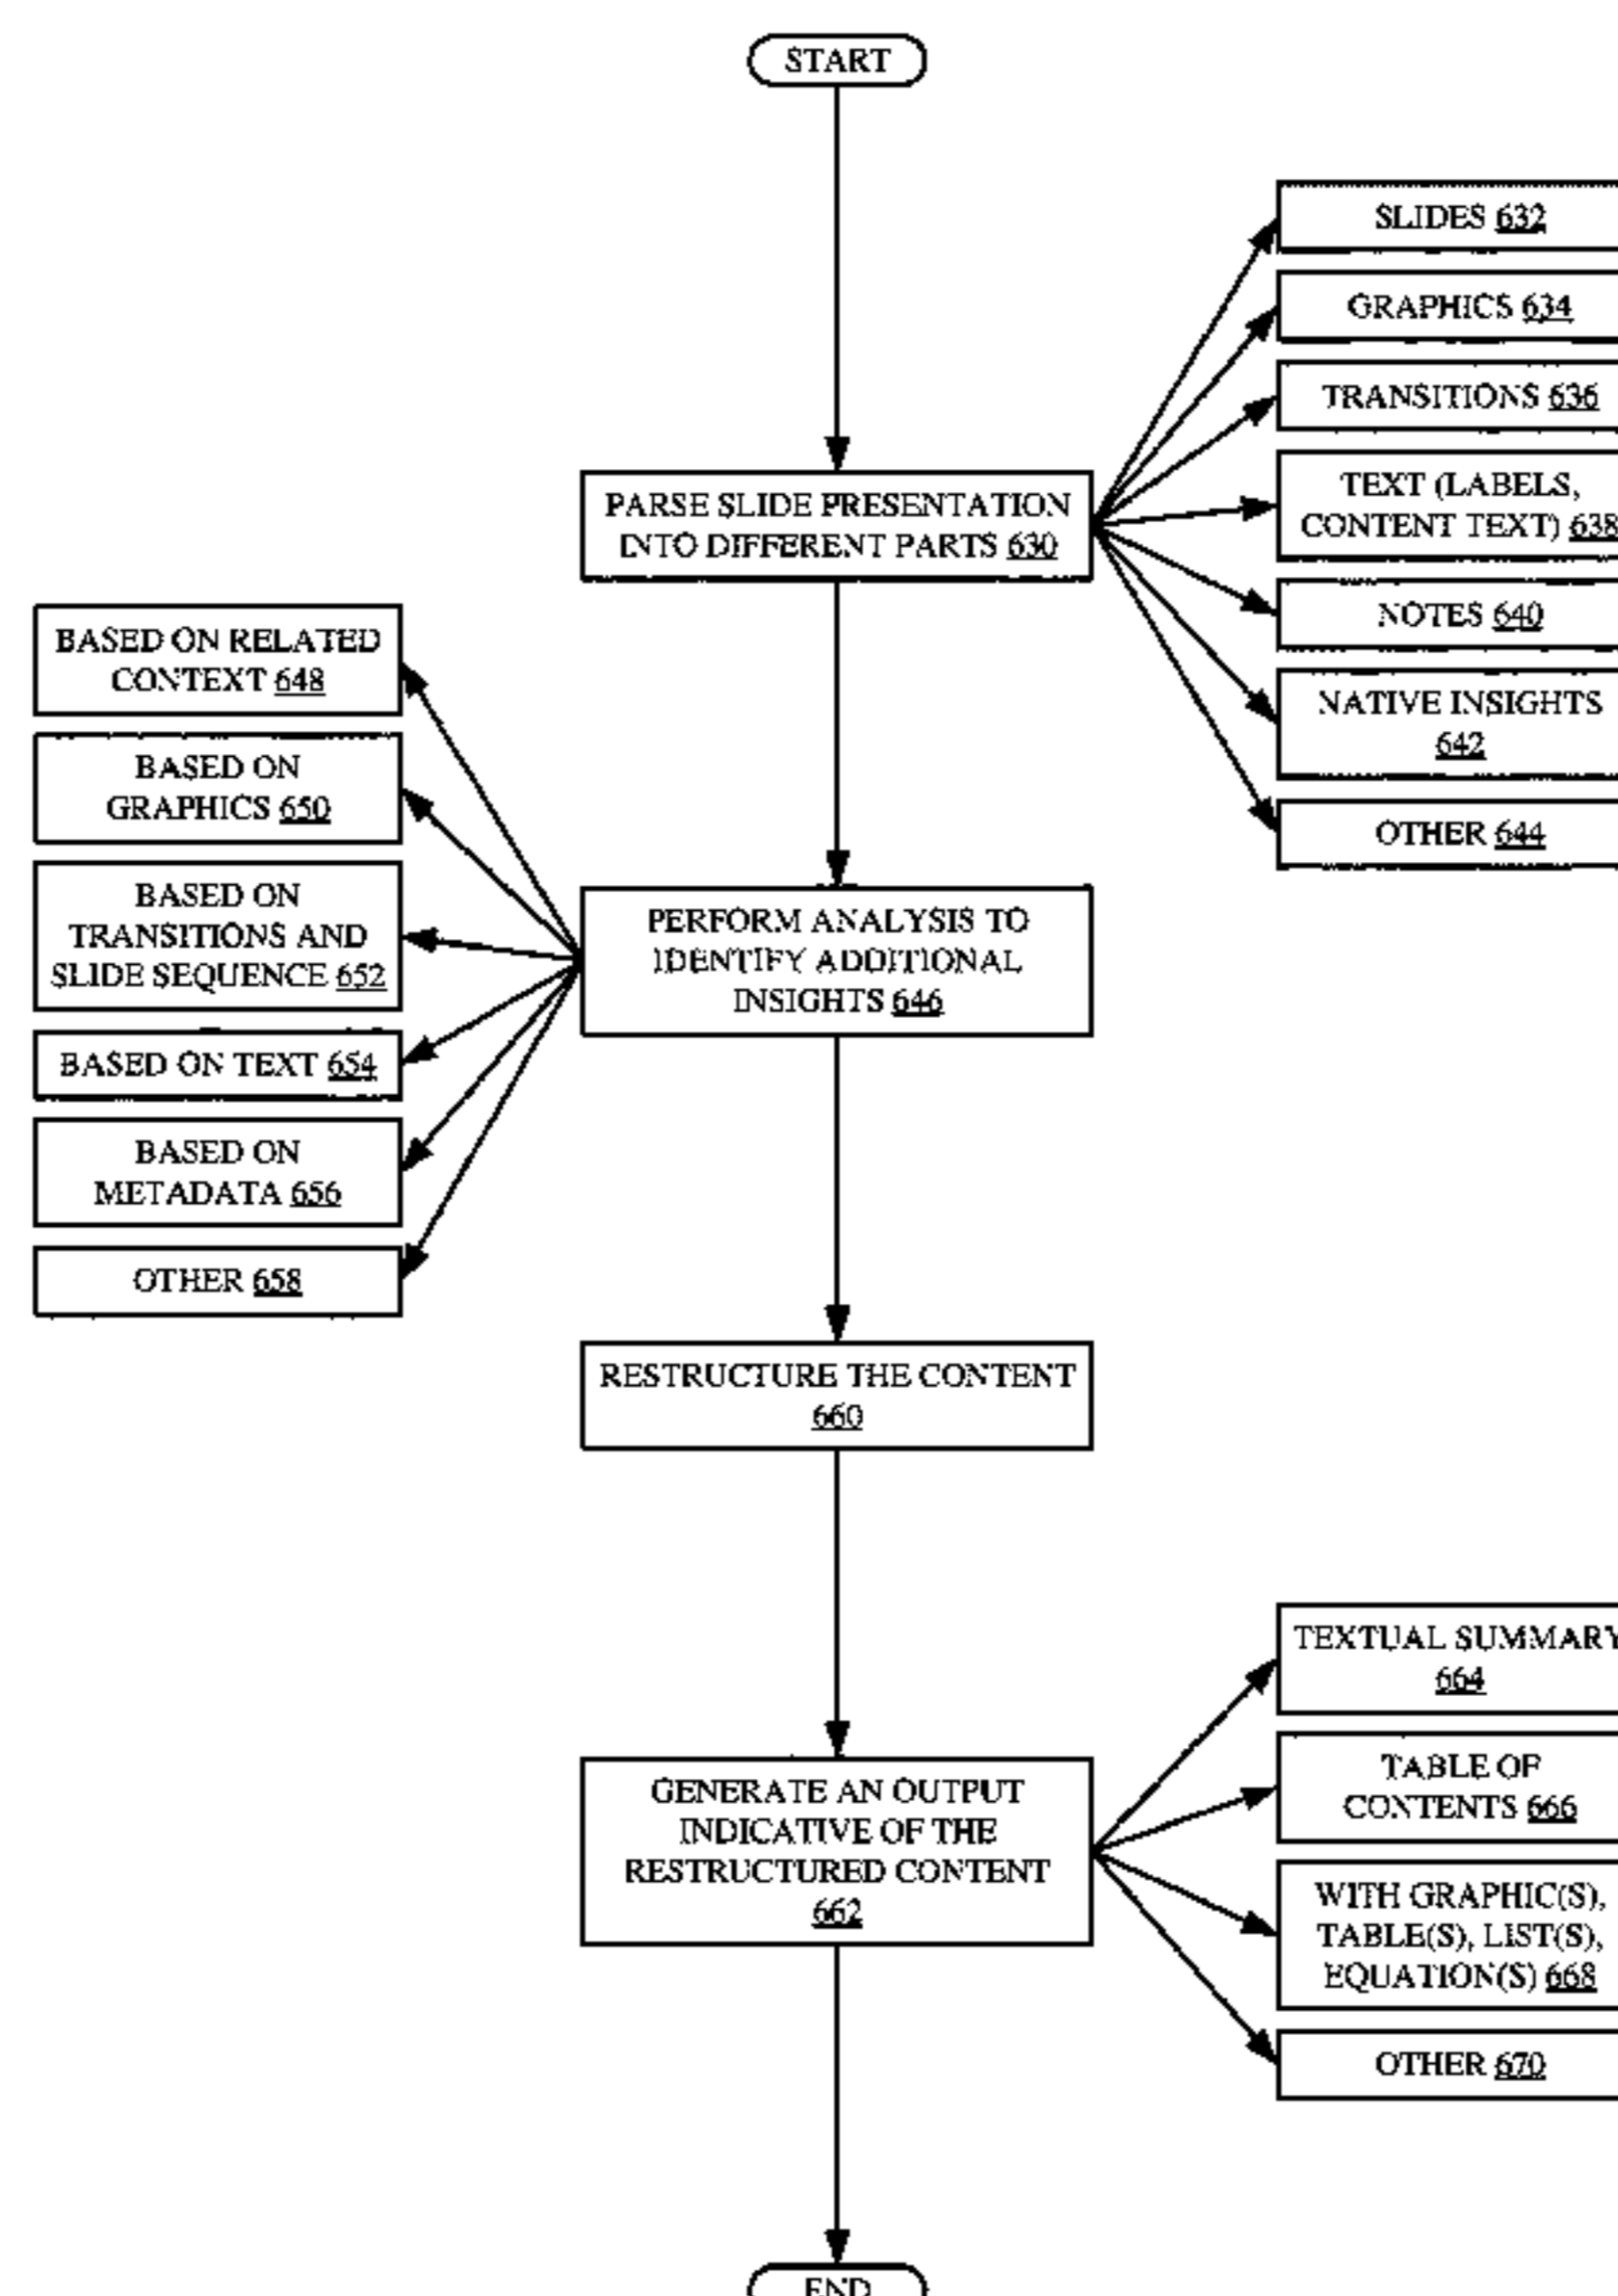 START
SLIDES 632
GRAPHICS 634
TRANSITIONS 636
TEXT (LABELS,
CONTENT TEXT) 638
NOTES 640
NATIVE INSIGHTS
642
OTHER 644
PARSE SLIDE PRESENTATION
INTO DIFFERENT PARTS 630
BASED ON RELATED
CONTEXT 648
BASED ON
GRAPHICS 650
BASED ON
TRANSITIONS AND
SLIDE SEQUENCE 652
BASED ON TEXT 654
BASED ON
METADATA 656
OTHER 658
PERFORM ANALYSIS TO
IDENTIFY ADDITIONAL
INSIGHTS 646
RESTRUCTURE THE CONTENT
660
GENERATE AN OUTPUT
INDICATIVE OF THE
RESTRUCTURED CONTENT
662
TEXTUAL SUMMARY
664
TABLE OF
CONTENTS 666
WITH GRAPHIC(S),
TABLE(S), LIST(S),
EQUATION(S) 668
OTHER 670
END